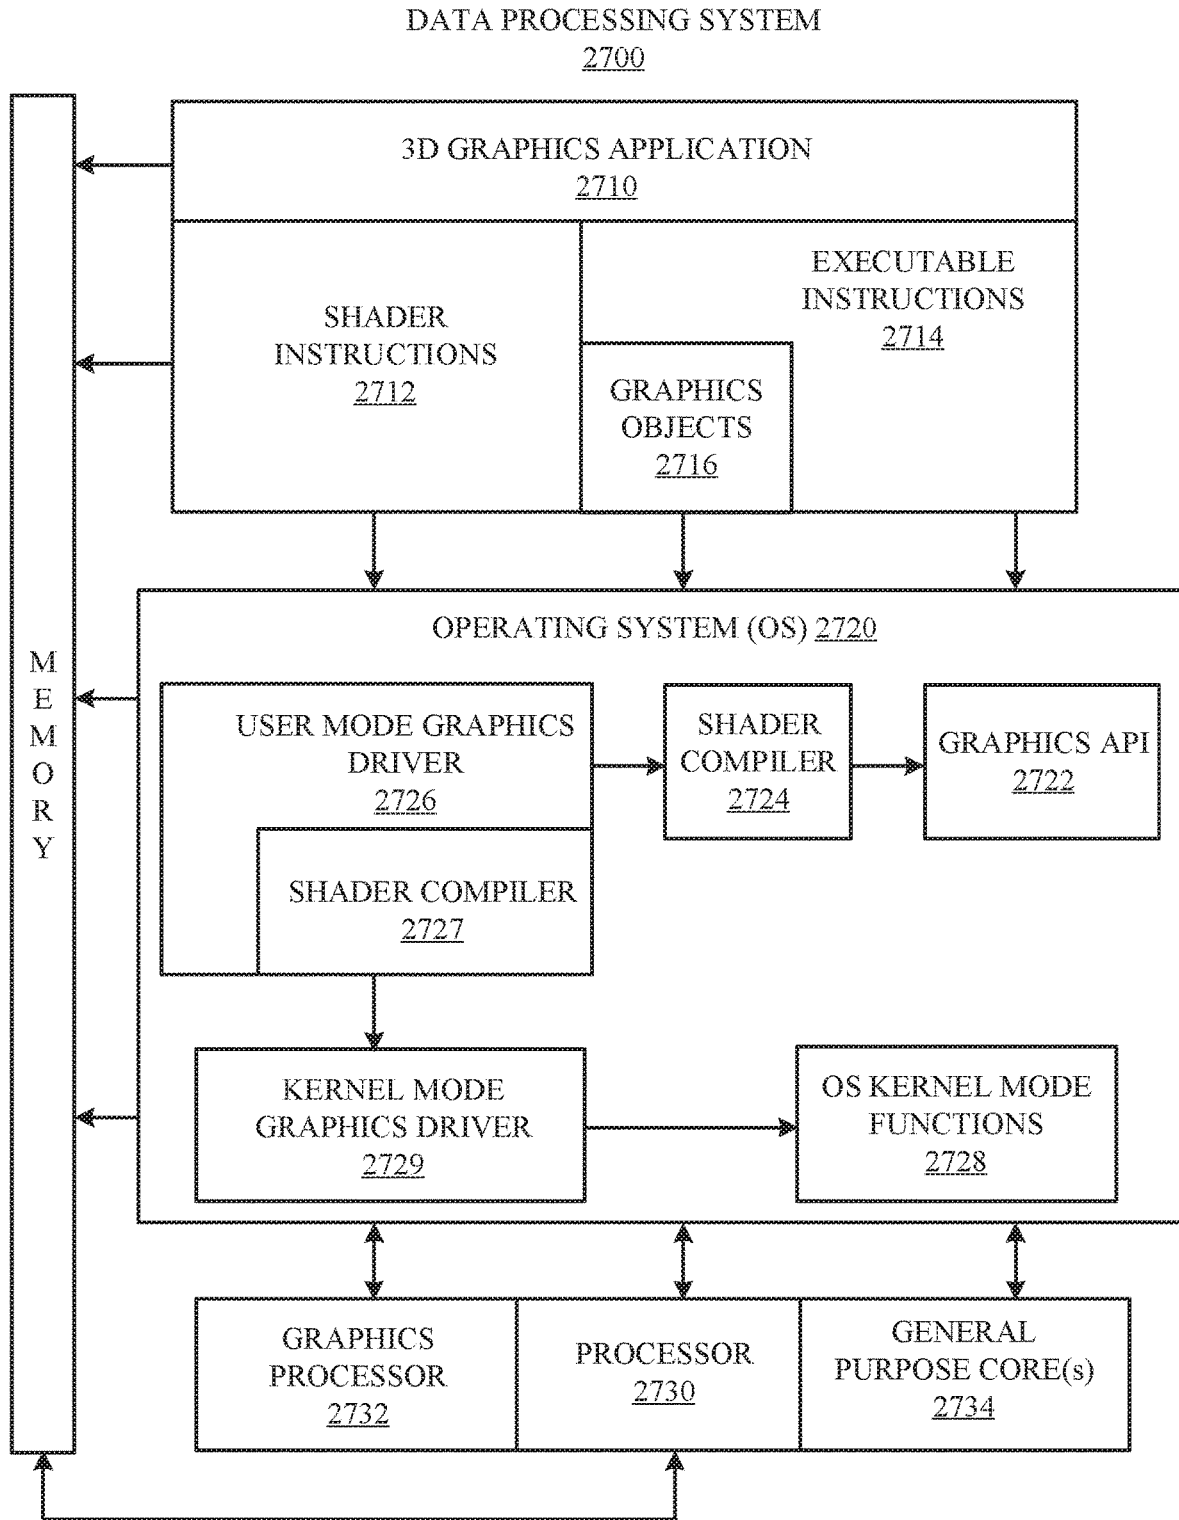 DATA PROCESSING SYSTEM
2700
3D GRAPHICS APPLICATION
2710
SHADER
INSTRUCTIONS
2712
EXECUTABLE
INSTRUCTIONS
2714
GRAPHICS
OBJECTS
2716
MEMORY
OPERATING SYSTEM (OS) 2720
USER MODE GRAPHICS
DRIVER
2726
SHADER COMPILER
2727
SHADER
COMPILER
2724
GRAPHICS API
2722
KERNEL MODE
GRAPHICS DRIVER
2729
OS KERNEL MODE
FUNCTIONS
2728
GRAPHICS
PROCESSOR
2732
PROCESSOR
2730
GENERAL
PURPOSE CORE(s)
2734